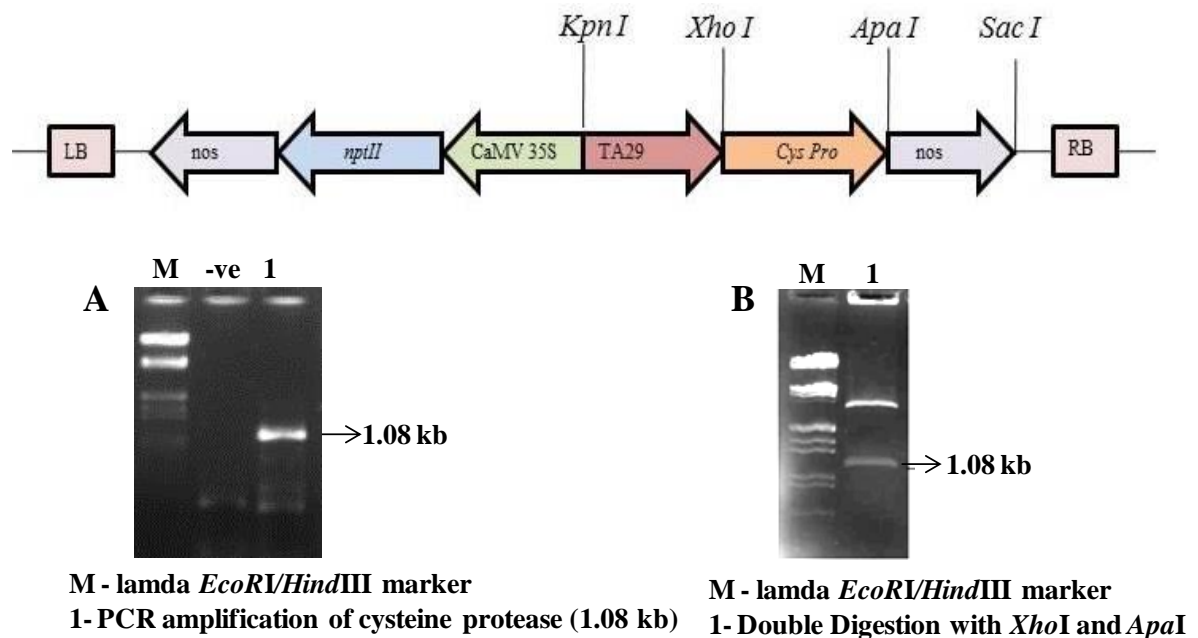 Kpn I Xho I Apa I Sac I
LB nos nptII CaMV 35S TA29 Cys Pro nos RB
A
M -ve 1
1.08 kb
M - lamda EcoRI/HindIII marker
1- PCR amplification of cysteine protease (1.08 kb)
B
M 1
1.08 kb
M - lamda EcoRI/HindIII marker
1- Double Digestion with XhoI and ApaI